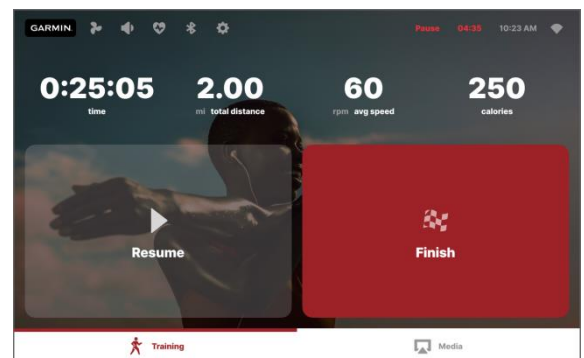 GARMIN Pause 04:35 10:23 AM
0:25:05 2.00 60 250
time mi total distance rpm avg speed calories
Resume Finish
Training Media